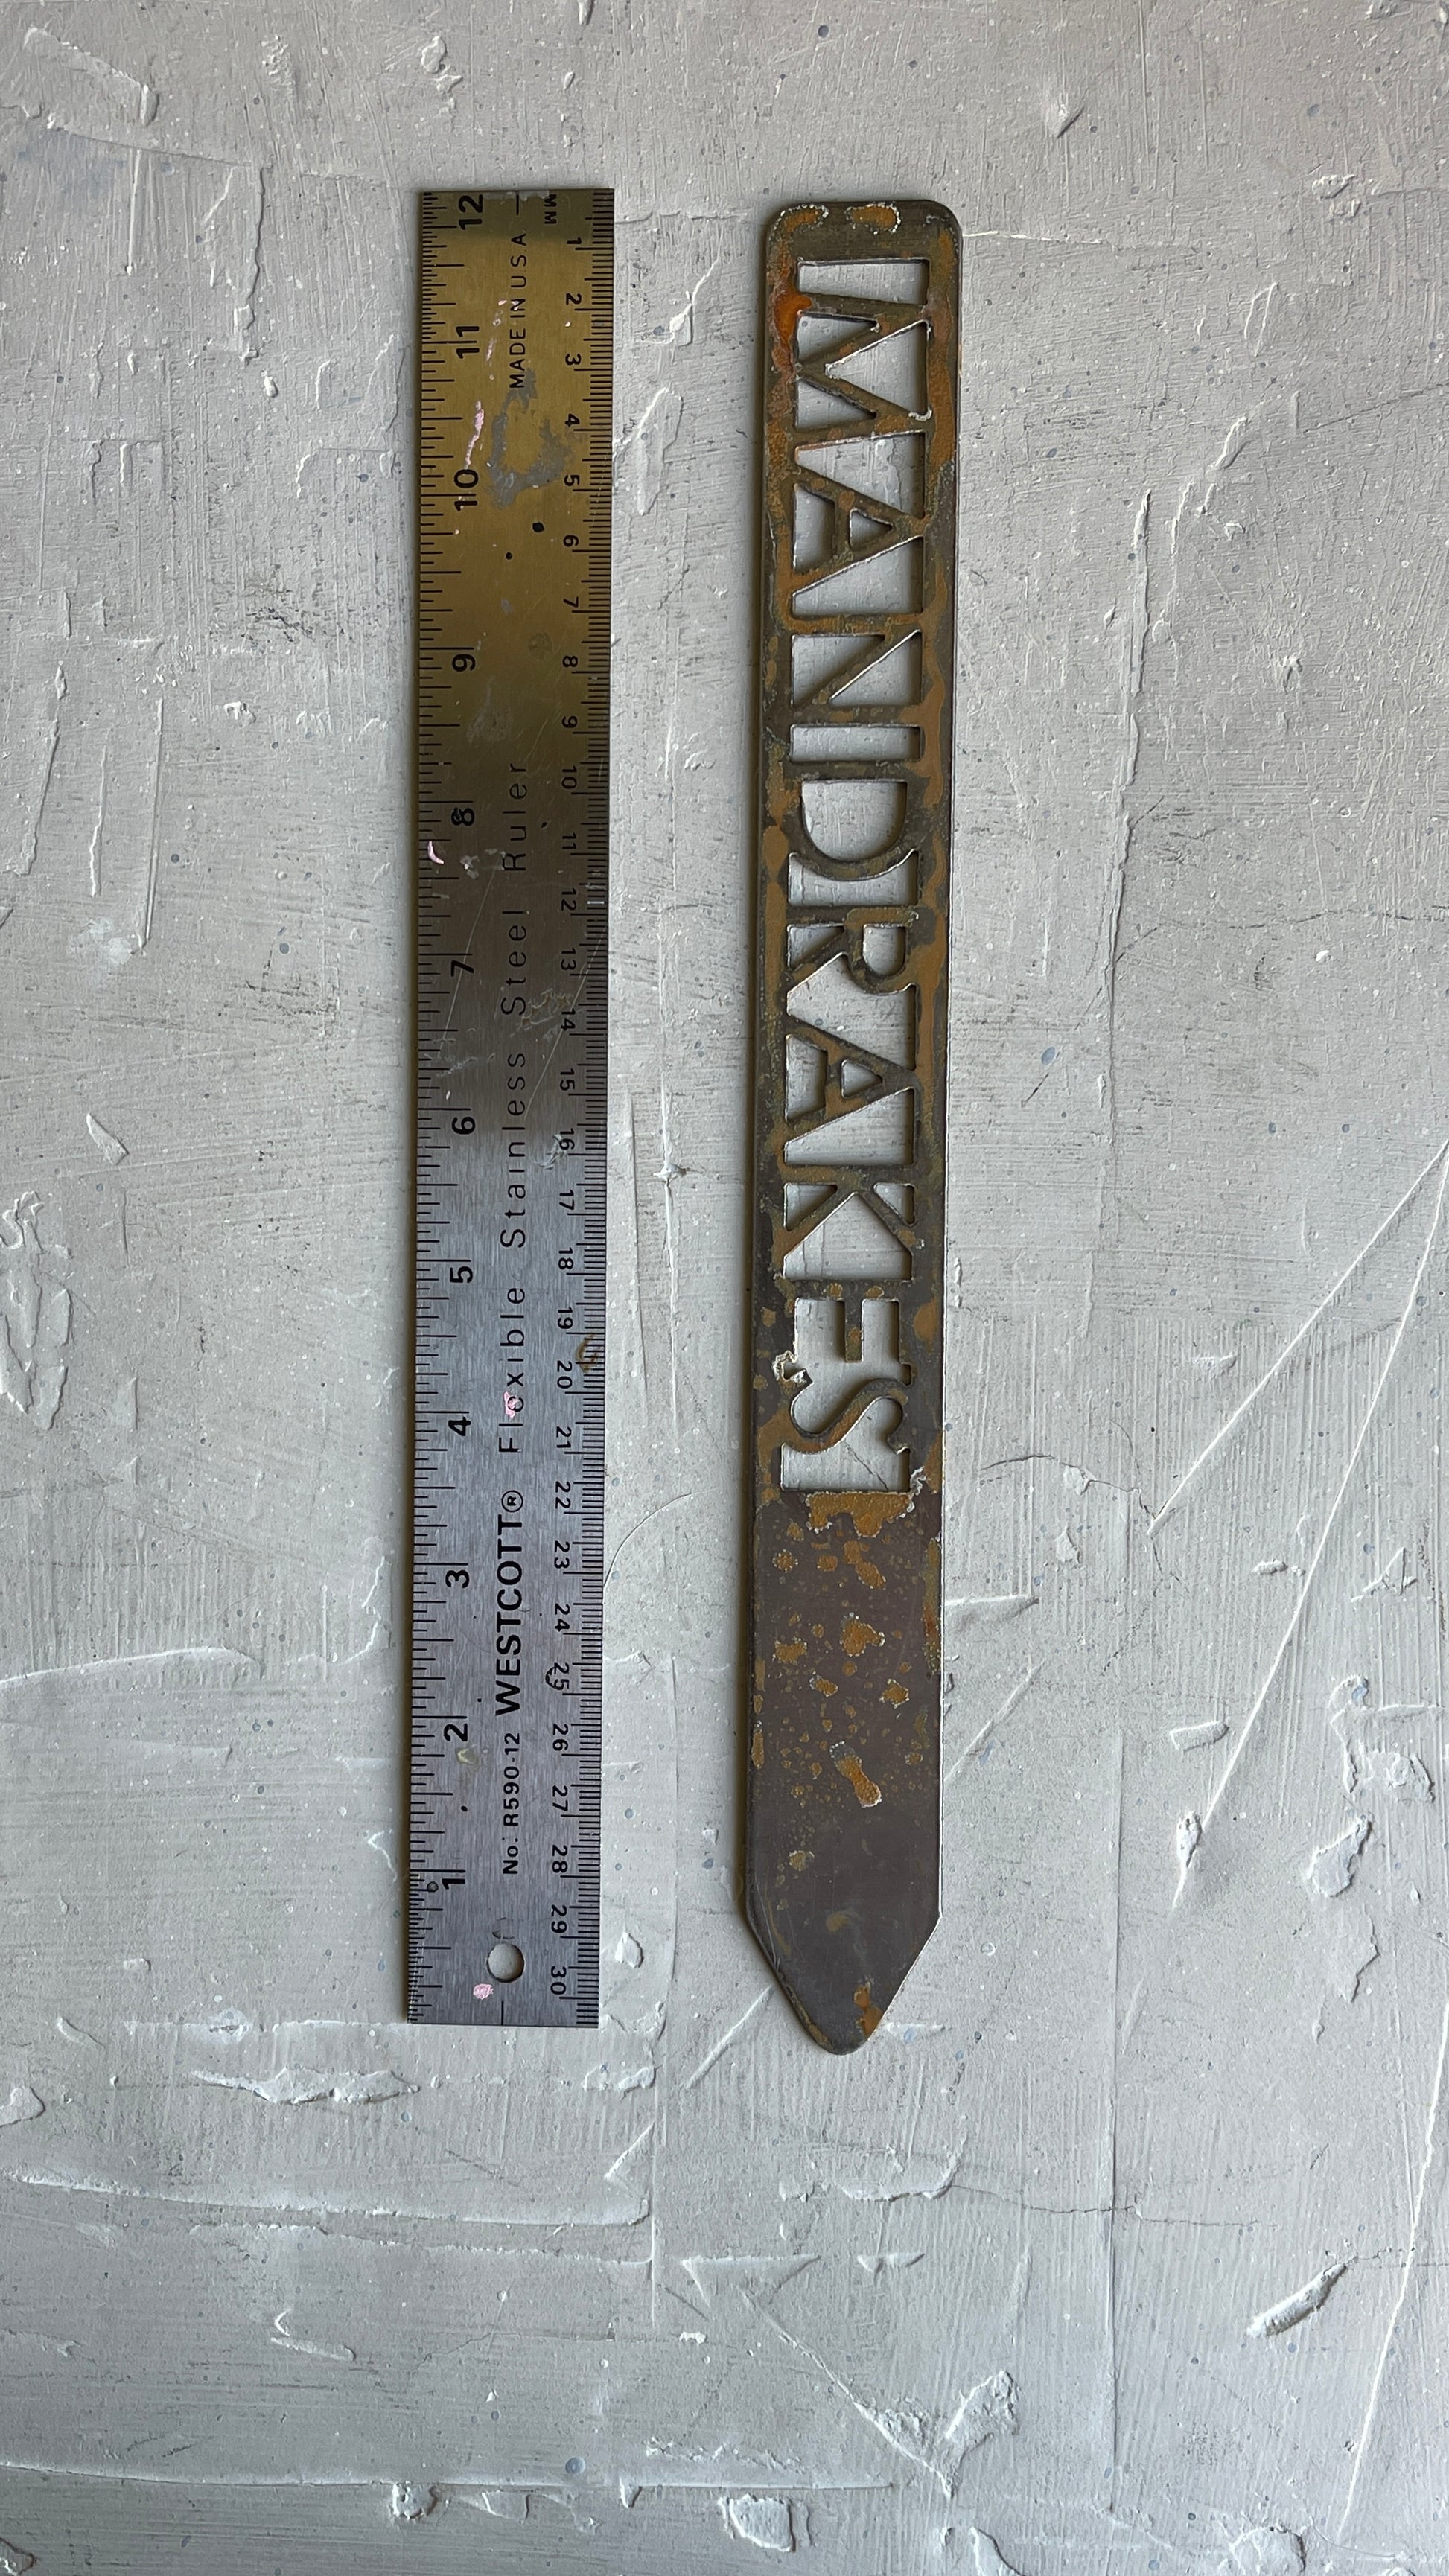 1 2 3 4 5 6 7 8 9 10 11 12
No. R590-12 WESTCOTT® Flexible Stainless Steel Ruler MADE IN USA
MM 1 2 3 4 5 6 7 8 9 10 11 12 13 14 15 16 17 18 19 20 21 22 23 24 25 26 27 28 29 30
MANDRAKES